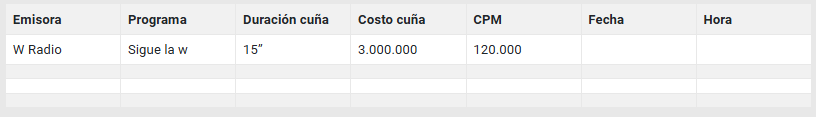 Emisora Programa Duración cuña Costo cuña CPM Fecha Hora
W Radio Sigue la w 15” 3.000.000 120.000